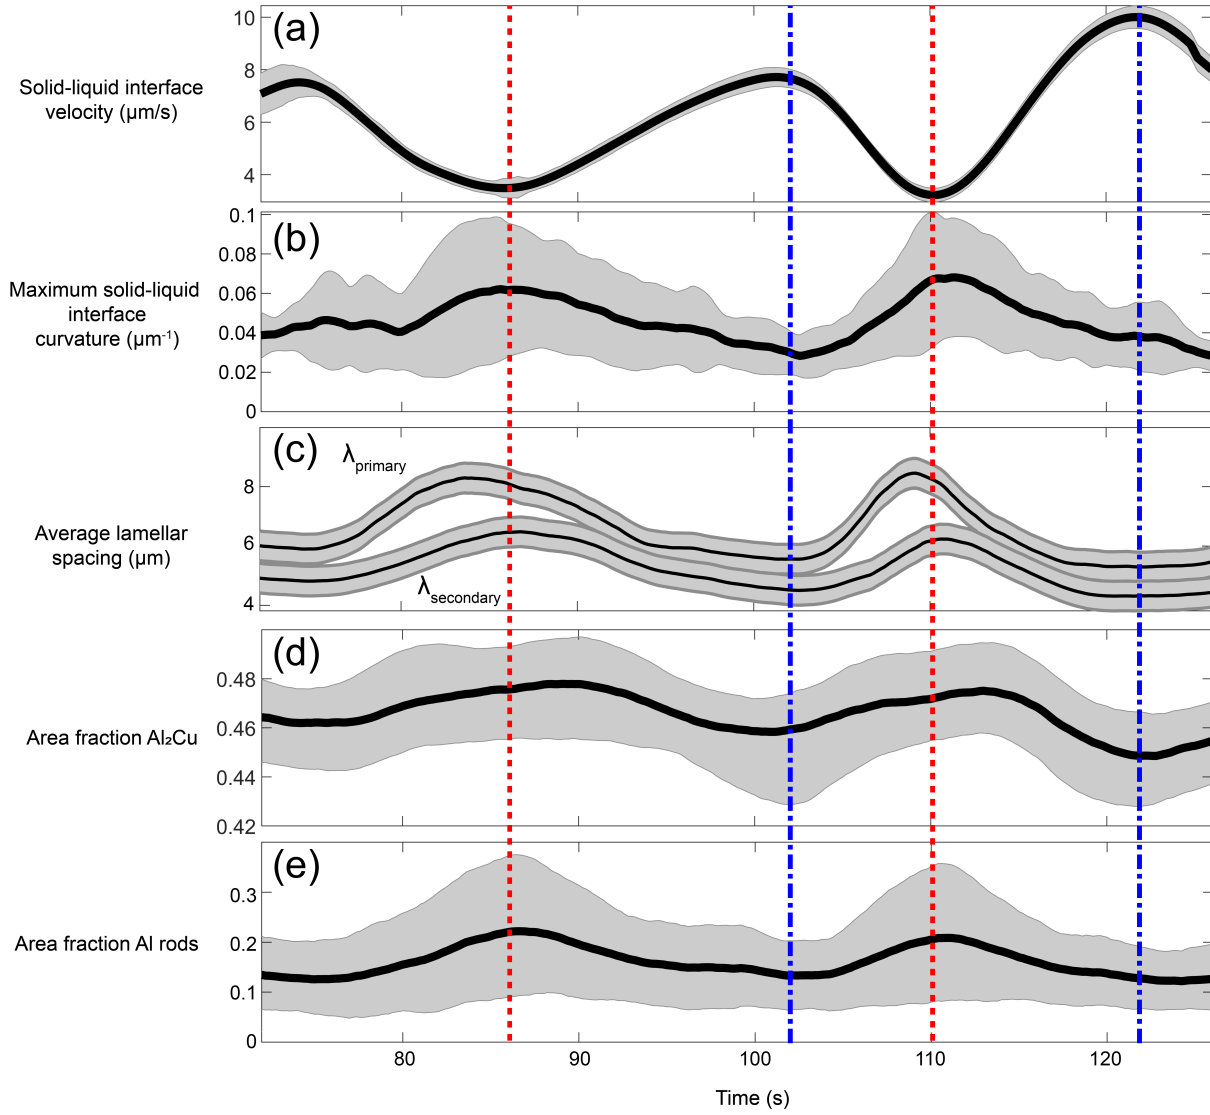 (a)
Solid-liquid interface
velocity (µm/s)
10
8
6
4
(b)
Maximum solid-liquid
interface
curvature (µm⁻¹)
0.1
0.08
0.06
0.04
0.02
0
(c)
λprimary
λsecondary
Average lamellar
spacing (µm)
8
6
4
(d)
Area fraction Al₂Cu
0.48
0.46
0.44
0.42
(e)
Area fraction Al rods
0.3
0.2
0.1
0
80 90 100 110 120
Time (s)